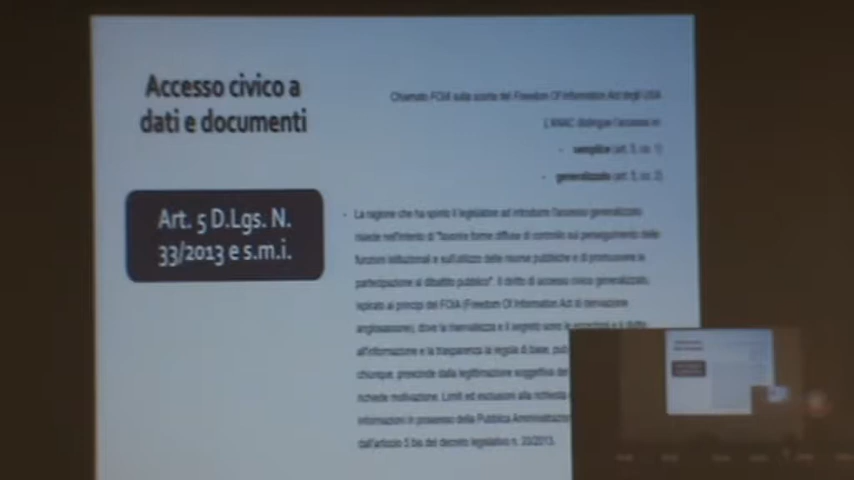 Accesso civico a
dati e documenti
Art. 5 D.Lgs. N.
33/2013 e s.m.i.
Chiamato FOIA sulla scorta del Freedom Of Information Act degli USA
L'ANAC distingue l'accesso in
- semplice (art. 5, co. 1)
- generalizzato (art. 5, co. 2)
- La ragione che ha spinto il legislatore ad introdurre l'accesso generalizzato
risiede nell'intento di "favorire forme diffuse di controllo sul perseguimento delle
funzioni istituzionali e sull'utilizzo delle risorse pubbliche e di promuovere la
partecipazione al dibattito pubblico". Il diritto di accesso civico generalizzato,
ispirato ai principi del FOIA (Freedom Of Information Act di derivazione
anglosassone), dove la riservatezza e il segreto sono le eccezioni e il diritto
all'informazione e la trasparenza la regola di base,
chiunque, prescinde dalla legittimazione soggettiva del
richiede motivazione. Limiti ed esclusioni alla richiesta
informazioni in possesso della Pubblica Amministrazione
dall'articolo 5 bis del decreto legislativo n. 33/2013.